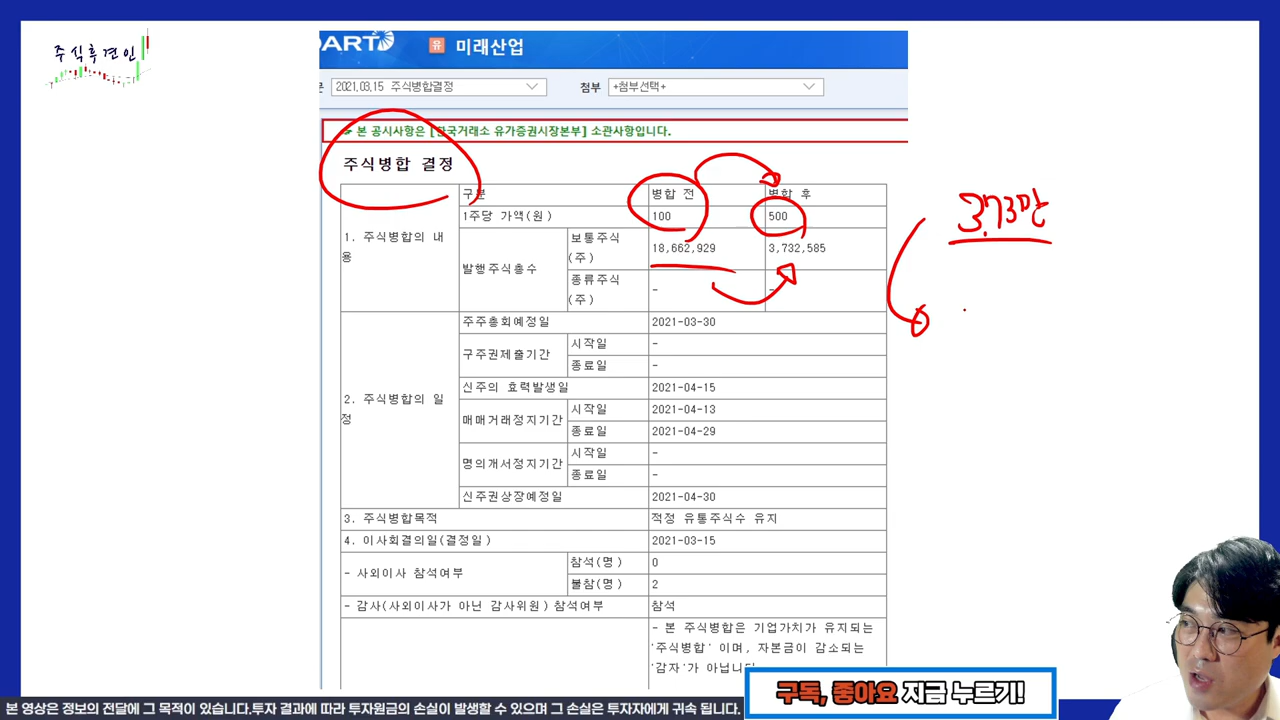 주식후견인
DART 유 미래산업
2021.03.15 주식병합결정 첨부 +첨부선택+
본 공시사항은 [한국거래소 유가증권시장본부] 소관사항입니다.
주식병합 결정
구분 병합 전 병합 후
1. 주식병합의 내용 1주당 가액(원) 100 500
발행주식총수 보통주식(주) 18,662,929 3,732,585
종류주식(주) - -
3.73만
2. 주식병합의 일정 주주총회예정일 2021-03-30
구주권제출기간 시작일 -
종료일 -
신주의 효력발생일 2021-04-15
매매거래정지기간 시작일 2021-04-13
종료일 2021-04-29
명의개서정지기간 시작일 -
종료일 -
신주권상장예정일 2021-04-30
3. 주식병합목적 적정 유통주식수 유지
4. 이사회결의일(결정일) 2021-03-15
- 사외이사 참석여부 참석(명) 0
불참(명) 2
- 감사(사외이사가 아닌 감사위원) 참석여부 참석
- 본 주식병합은 기업가치가 유지되는
'주식병합' 이며, 자본금이 감소되는
'감자'가 아닙니다
구독, 좋아요 지금 누르기!
본 영상은 정보의 전달에 그 목적이 있습니다.투자 결과에 따라 투자원금의 손실이 발생할 수 있으며 그 손실은 투자자에게 귀속 됩니다.